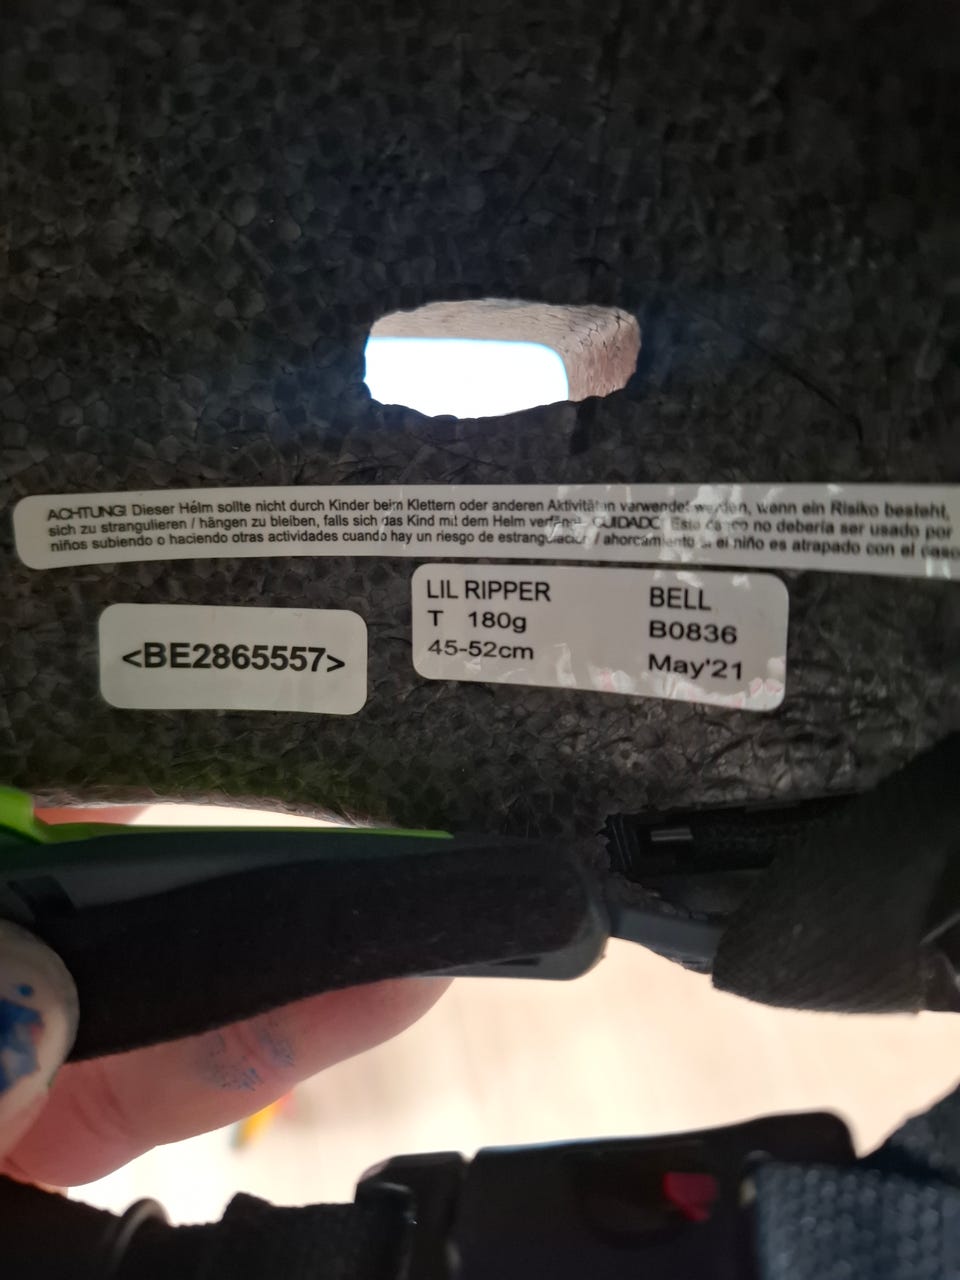 ACHTUNG! Dieser Helm sollte nicht durch Kinder beim Klettern oder anderen Aktivitäten verwendet werden, wenn ein Risiko besteht,
sich zu strangulieren / hängen zu bleiben, falls sich das Kind mit dem Helm verfängt. CUIDADO! Este casco no debería ser usado por
niños subiendo o haciendo otras actividades cuando hay un riesgo de estrangulacion / ahorcamiento si el niño es atrapado con el casco
LIL RIPPER BELL
T 180g B0836
45-52cm May'21
<BE2865557>